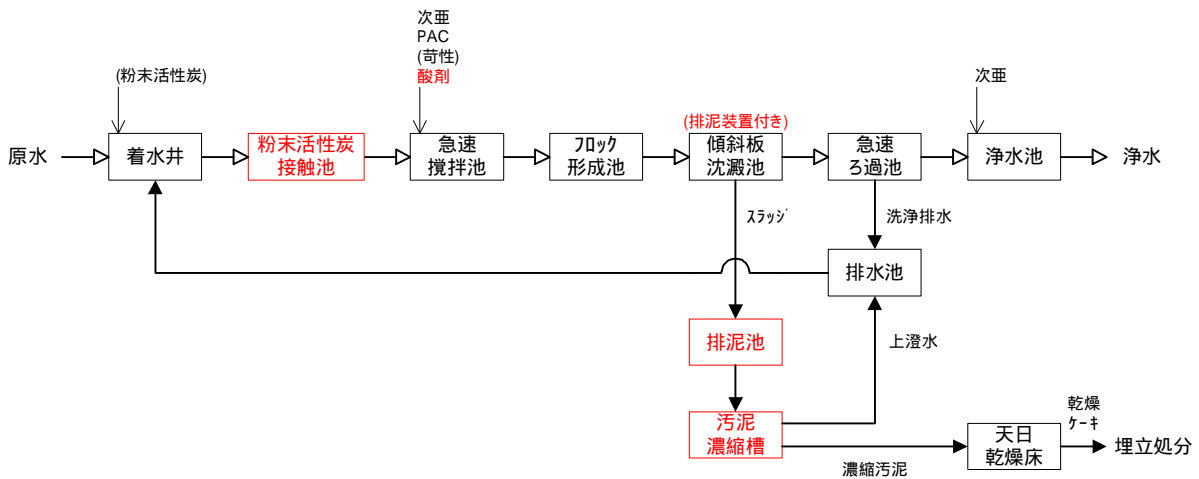 次亜
PAC
(苛性)
酸剤
(粉末活性炭)
次亜
(排泥装置付き)
原水
着水井
粉末活性炭
接触池
急速
攪拌池
ﾌﾛｯｸ
形成池
傾斜板
沈澱池
急速
ろ過池
浄水池
浄水
ｽﾗｯｼﾞ
洗浄排水
排水池
排泥池
上澄水
汚泥
濃縮槽
濃縮汚泥
天日
乾燥床
乾燥
ｹｰｷ
埋立処分